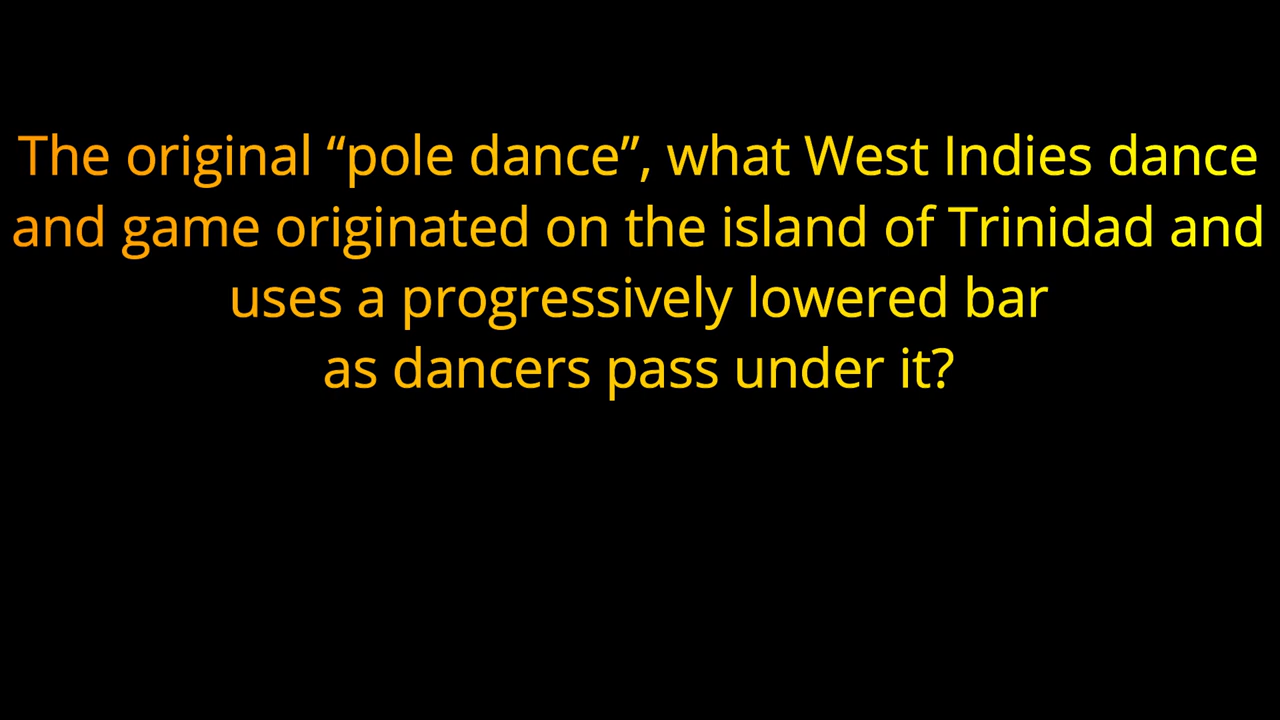 The original “pole dance”, what West Indies dance
and game originated on the island of Trinidad and
uses a progressively lowered bar
as dancers pass under it?